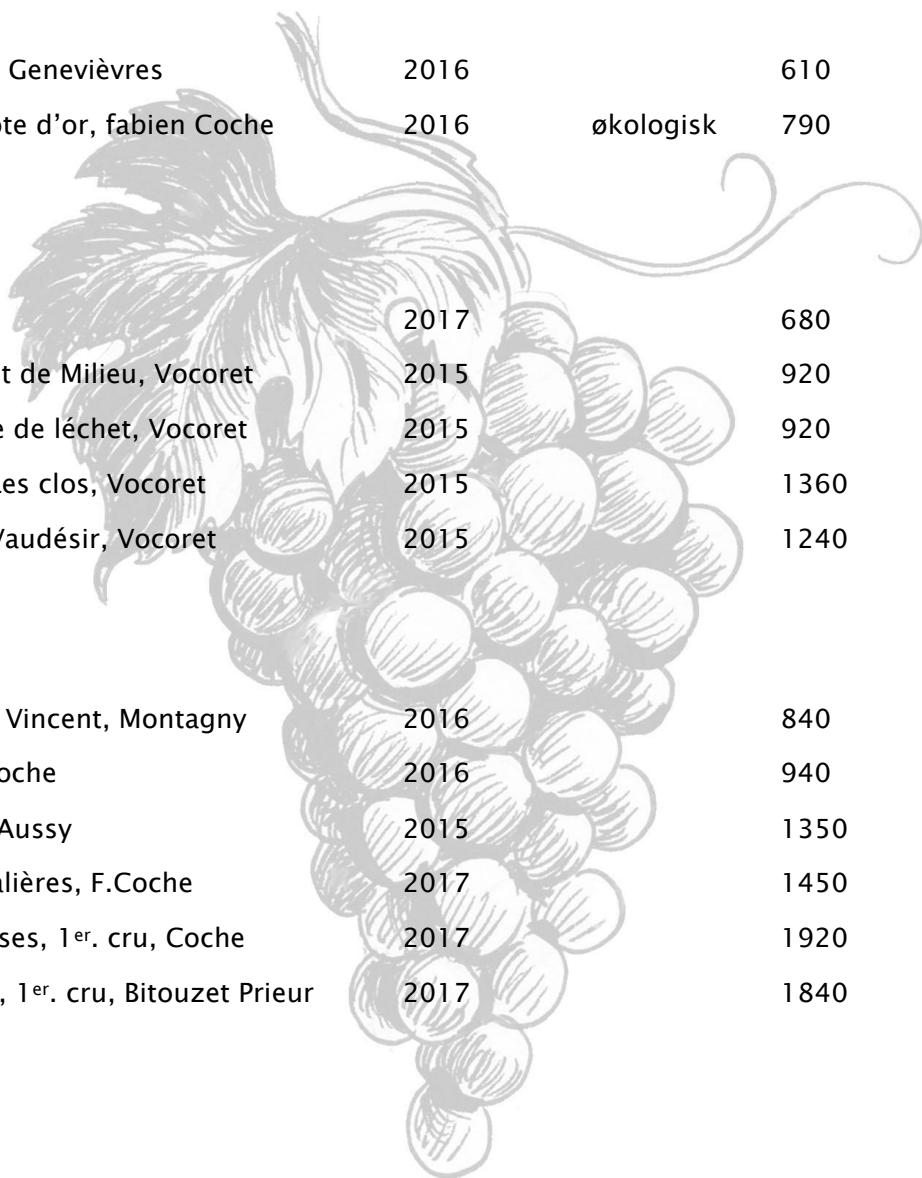 Genevièvres 2016 610
te d'or, fabien Coche 2016 økologisk 790
2017 680
t de Milieu, Vocoret 2015 920
e de léchet, Vocoret 2015 920
es clos, Vocoret 2015 1360
Vaudésir, Vocoret 2015 1240
Vincent, Montagny 2016 840
oche 2016 940
Aussy 2015 1350
alières, F.Coche 2017 1450
ses, 1er. cru, Coche 2017 1920
, 1er. cru, Bitouzet Prieur 2017 1840